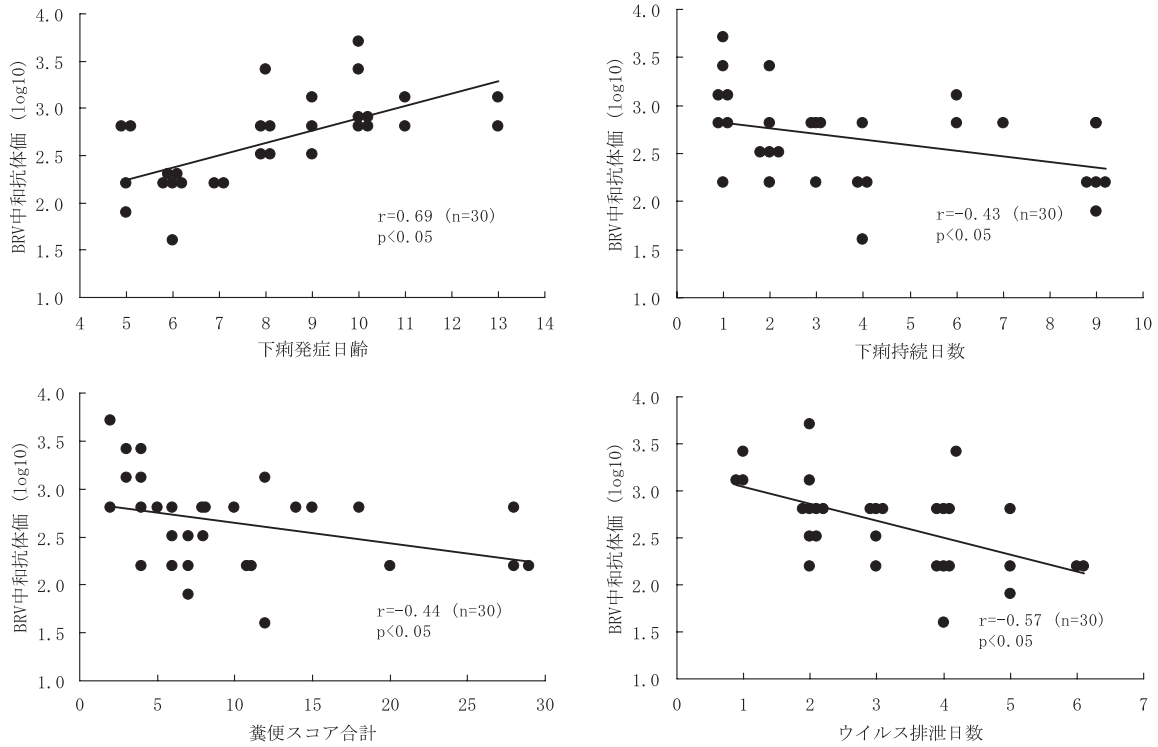 BRV中和抗体価 (log10)
4.0
3.5
3.0
2.5
2.0
1.5
1.0
r=0.69 (n=30)
p<0.05
4 5 6 7 8 9 10 11 12 13 14
下痢発症日齢
BRV中和抗体価 (log10)
4.0
3.5
3.0
2.5
2.0
1.5
1.0
r=-0.43 (n=30)
p<0.05
0 1 2 3 4 5 6 7 8 9 10
下痢持続日数
BRV中和抗体価 (log10)
4.0
3.5
3.0
2.5
2.0
1.5
1.0
r=-0.44 (n=30)
p<0.05
0 5 10 15 20 25 30
糞便スコア合計
BRV中和抗体価 (log10)
4.0
3.5
3.0
2.5
2.0
1.5
1.0
r=-0.57 (n=30)
p<0.05
0 1 2 3 4 5 6 7
ウイルス排泄日数